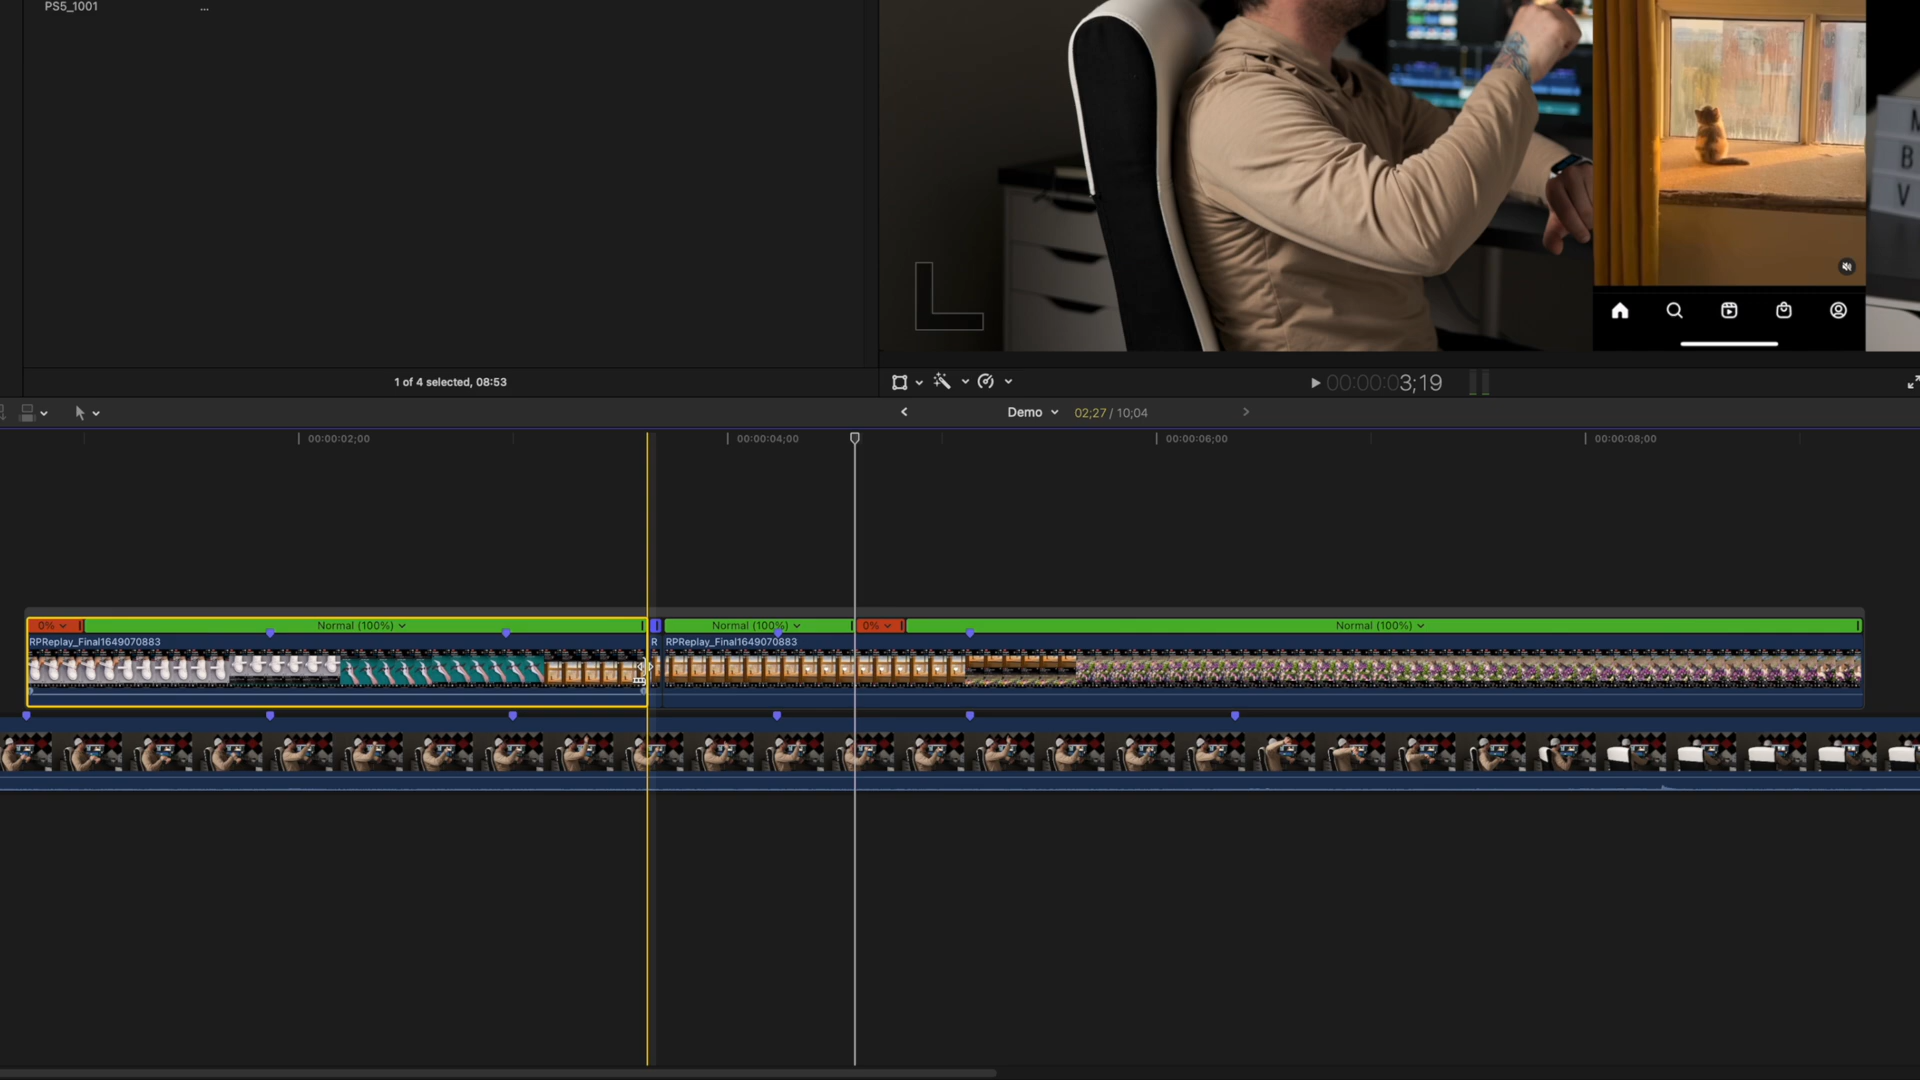 PS5_1001 ...
M
B
V
1 of 4 selected, 08:53
00:00:03;19
Demo 02;27 / 10;04
00:00:02;00 00:00:04;00 00:00:06;00 00:00:08;00
0% Normal (100%) Normal (100%) 0% Normal (100%)
RPReplay_Final1649070883 R RPReplay_Final1649070883